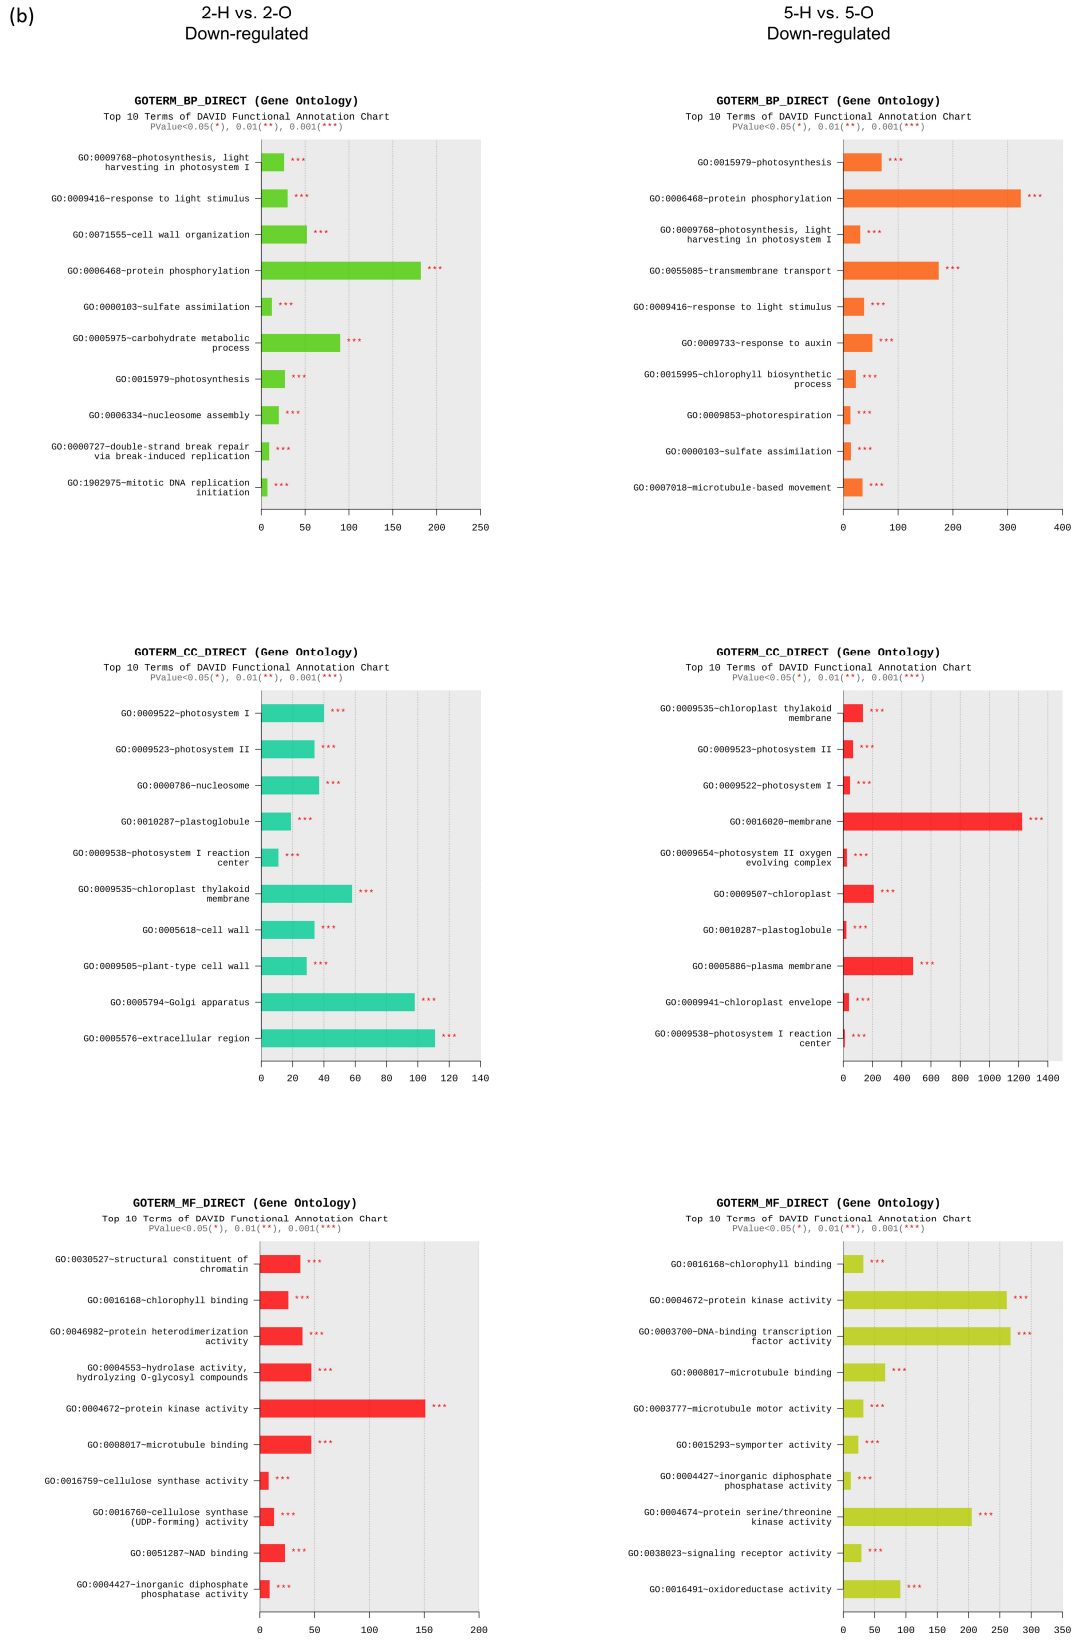 (b)
2-H vs. 2-O
Down-regulated
5-H vs. 5-O
Down-regulated
GOTERM_BP_DIRECT (Gene Ontology)
Top 10 Terms of DAVID Functional Annotation Chart
PValue<0.05(*), 0.01(**), 0.001(***)
GO:0009768~photosynthesis, light
harvesting in photosystem I
***
GO:0009416~response to light stimulus
***
GO:0071555~cell wall organization
***
GO:0006468~protein phosphorylation
***
GO:0000103~sulfate assimilation
***
GO:0005975~carbohydrate metabolic
process
***
GO:0015979~photosynthesis
***
GO:0006334~nucleosome assembly
***
GO:0000727~double-strand break repair
via break-induced replication
***
GO:1902975~mitotic DNA replication
initiation
***
0 50 100 150 200 250
GOTERM_BP_DIRECT (Gene Ontology)
Top 10 Terms of DAVID Functional Annotation Chart
PValue<0.05(*), 0.01(**), 0.001(***)
GO:0015979~photosynthesis
***
GO:0006468~protein phosphorylation
***
GO:0009768~photosynthesis, light
harvesting in photosystem I
***
GO:0055085~transmembrane transport
***
GO:0009416~response to light stimulus
***
GO:0009733~response to auxin
***
GO:0015995~chlorophyll biosynthetic
process
***
GO:0009853~photorespiration
***
GO:0000103~sulfate assimilation
***
GO:0007018~microtubule-based movement
***
0 100 200 300 400
GOTERM_CC_DIRECT (Gene Ontology)
Top 10 Terms of DAVID Functional Annotation Chart
PValue<0.05(*), 0.01(**), 0.001(***)
GO:0009522~photosystem I
***
GO:0009523~photosystem II
***
GO:0000786~nucleosome
***
GO:0010287~plastoglobule
***
GO:0009538~photosystem I reaction
center
***
GO:0009535~chloroplast thylakoid
membrane
***
GO:0005618~cell wall
***
GO:0009505~plant-type cell wall
***
GO:0005794~Golgi apparatus
***
GO:0005576~extracellular region
***
0 20 40 60 80 100 120 140
GOTERM_CC_DIRECT (Gene Ontology)
Top 10 Terms of DAVID Functional Annotation Chart
PValue<0.05(*), 0.01(**), 0.001(***)
GO:0009535~chloroplast thylakoid
membrane
***
GO:0009523~photosystem II
***
GO:0009522~photosystem I
***
GO:0016020~membrane
***
GO:0009654~photosystem II oxygen
evolving complex
***
GO:0009507~chloroplast
***
GO:0010287~plastoglobule
***
GO:0005886~plasma membrane
***
GO:0009941~chloroplast envelope
***
GO:0009538~photosystem I reaction
center
***
0 200 400 600 800 1000 1200 1400
GOTERM_MF_DIRECT (Gene Ontology)
Top 10 Terms of DAVID Functional Annotation Chart
PValue<0.05(*), 0.01(**), 0.001(***)
GO:0030527~structural constituent of
chromatin
***
GO:0016168~chlorophyll binding
***
GO:0046982~protein heterodimerization
activity
***
GO:0004553~hydrolase activity,
hydrolyzing O-glycosyl compounds
***
GO:0004672~protein kinase activity
***
GO:0008017~microtubule binding
***
GO:0016759~cellulose synthase activity
***
GO:0016760~cellulose synthase
(UDP-forming) activity
***
GO:0051287~NAD binding
***
GO:0004427~inorganic diphosphate
phosphatase activity
***
0 50 100 150 200
GOTERM_MF_DIRECT (Gene Ontology)
Top 10 Terms of DAVID Functional Annotation Chart
PValue<0.05(*), 0.01(**), 0.001(***)
GO:0016168~chlorophyll binding
***
GO:0004672~protein kinase activity
***
GO:0003700~DNA-binding transcription
factor activity
***
GO:0008017~microtubule binding
***
GO:0003777~microtubule motor activity
***
GO:0015293~symporter activity
***
GO:0004427~inorganic diphosphate
phosphatase activity
***
GO:0004674~protein serine/threonine
kinase activity
***
GO:0038023~signaling receptor activity
***
GO:0016491~oxidoreductase activity
***
0 50 100 150 200 250 300 350